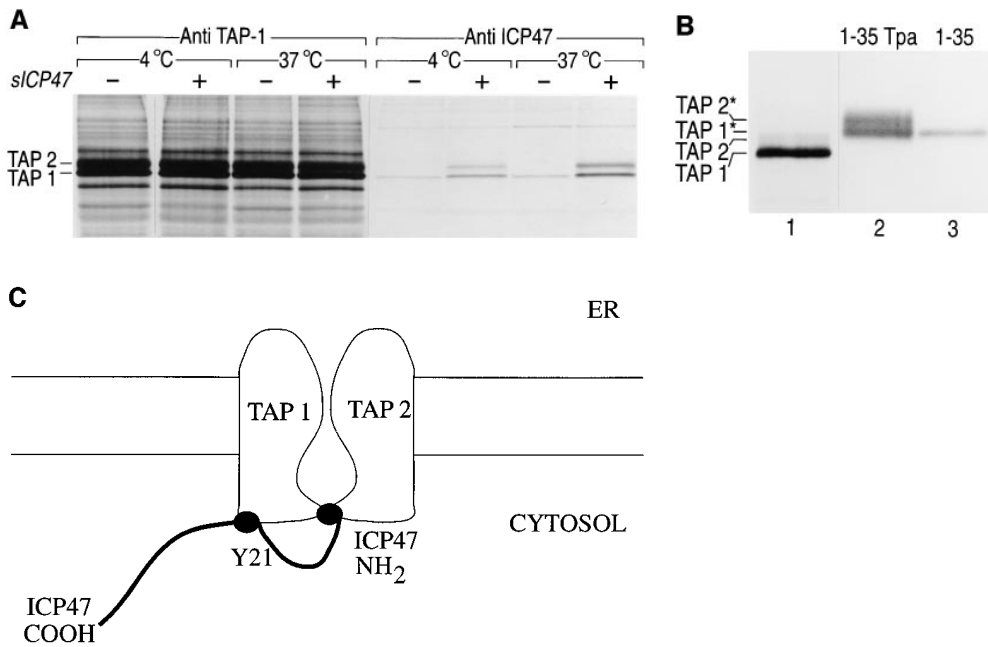 A
Anti TAP-1
Anti ICP47
4 °C
37 °C
4 °C
37 °C
sICP47
– + – + – + – +
TAP 2
TAP 1
B
1-35 Tpa 1-35
TAP 2*
TAP 1*
TAP 2
TAP 1
1 2 3
C
ER
TAP 1
TAP 2
CYTOSOL
Y21
ICP47
NH2
ICP47
COOH